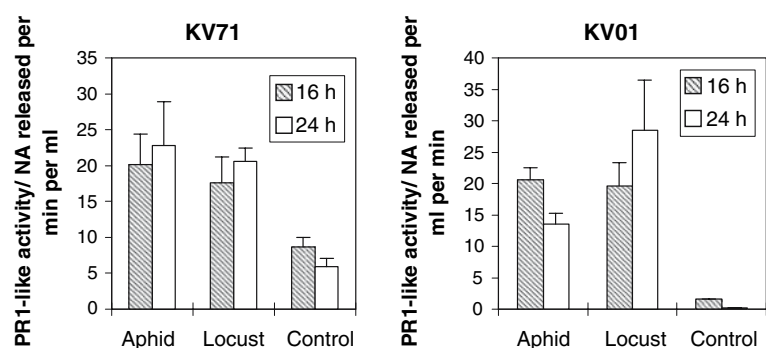 KV71
PR1-like activity/ NA released per
min per ml
35
30
25
20
15
10
5
0
16 h
24 h
Aphid Locust Control
KV01
PR1-like activity/ NA released per
ml per min
40
35
30
25
20
15
10
5
0
16 h
24 h
Aphid Locust Control